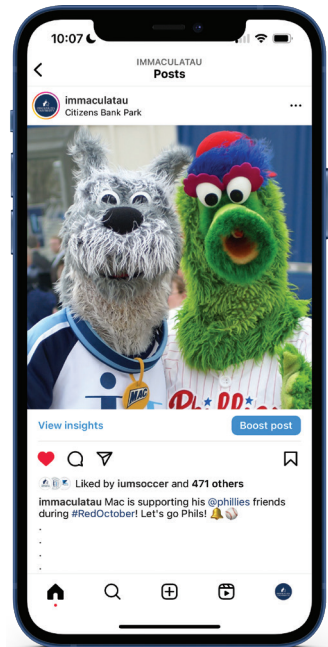 10:07
IMMACULATAU
Posts
immaculatau
Citizens Bank Park
MAC
Phillies
View insights
Boost post
Liked by iumsoccer and 471 others
immaculatau Mac is supporting his @phillies friends
during #RedOctober! Let's go Phils! 🔔⚾
.
.
.
.